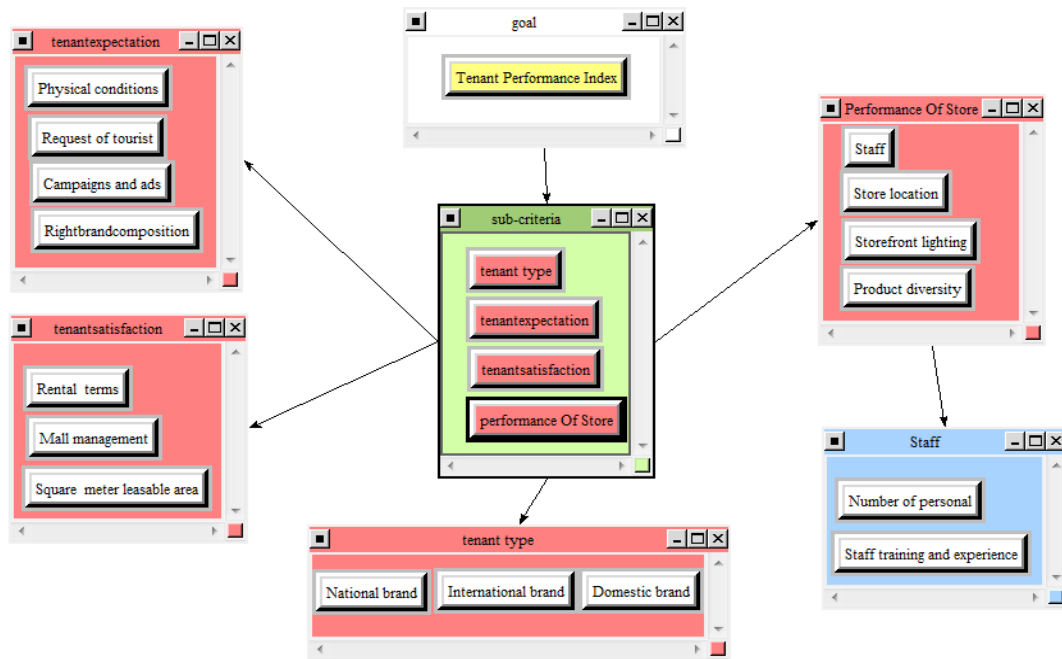 goal
Tenant Performance Index
tenantexpectation
Physical conditions
Request of tourist
Campaigns and ads
Rightbrandcomposition
Performance Of Store
Staff
Store location
Storefront lighting
Product diversity
sub-criteria
tenant type
tenantexpectation
tenantsatisfaction
performance Of Store
tenantsatisfaction
Rental  terms
Mall management
Square  meter leasable area
Staff
Number of personal
Staff training and experience
tenant type
National brand
International brand
Domestic brand